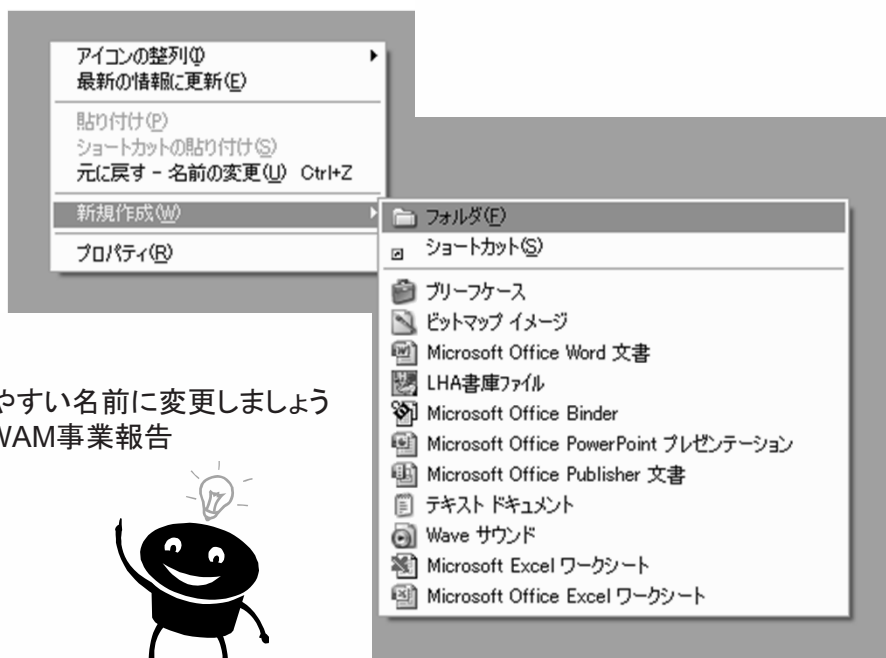 アイコンの整列(I)
最新の情報に更新(E)
貼り付け(P)
ショートカットの貼り付け(S)
元に戻す - 名前の変更(U) Ctrl+Z
新規作成(W)
プロパティ(R)
フォルダ(F)
ショートカット(S)
ブリーフケース
ビットマップ イメージ
Microsoft Office Word 文書
LHA書庫ファイル
Microsoft Office Binder
Microsoft Office PowerPoint プレゼンテーション
Microsoft Office Publisher 文書
テキスト ドキュメント
Wave サウンド
Microsoft Excel ワークシート
Microsoft Office Excel ワークシート
やすい名前に変更しましょう
WAM事業報告